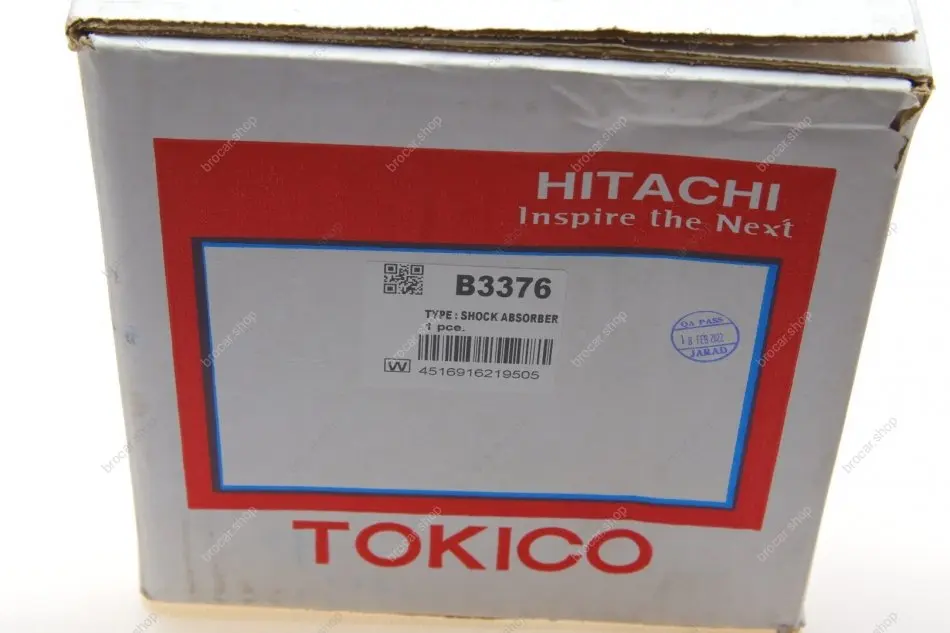 HITACHI
Inspire the Next
B3376
TYPE : SHOCK ABSORBER
1 pce.
W 4516916219505
QA PASS
18 FEB 2022
JARAD
TOKICO
brocar.shop